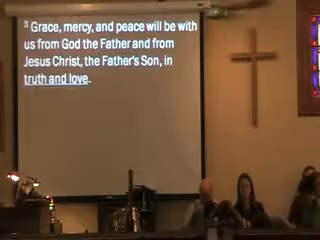 ³ Grace, mercy, and peace will be with
us from God the Father and from
Jesus Christ, the Father's Son, in
truth and love.